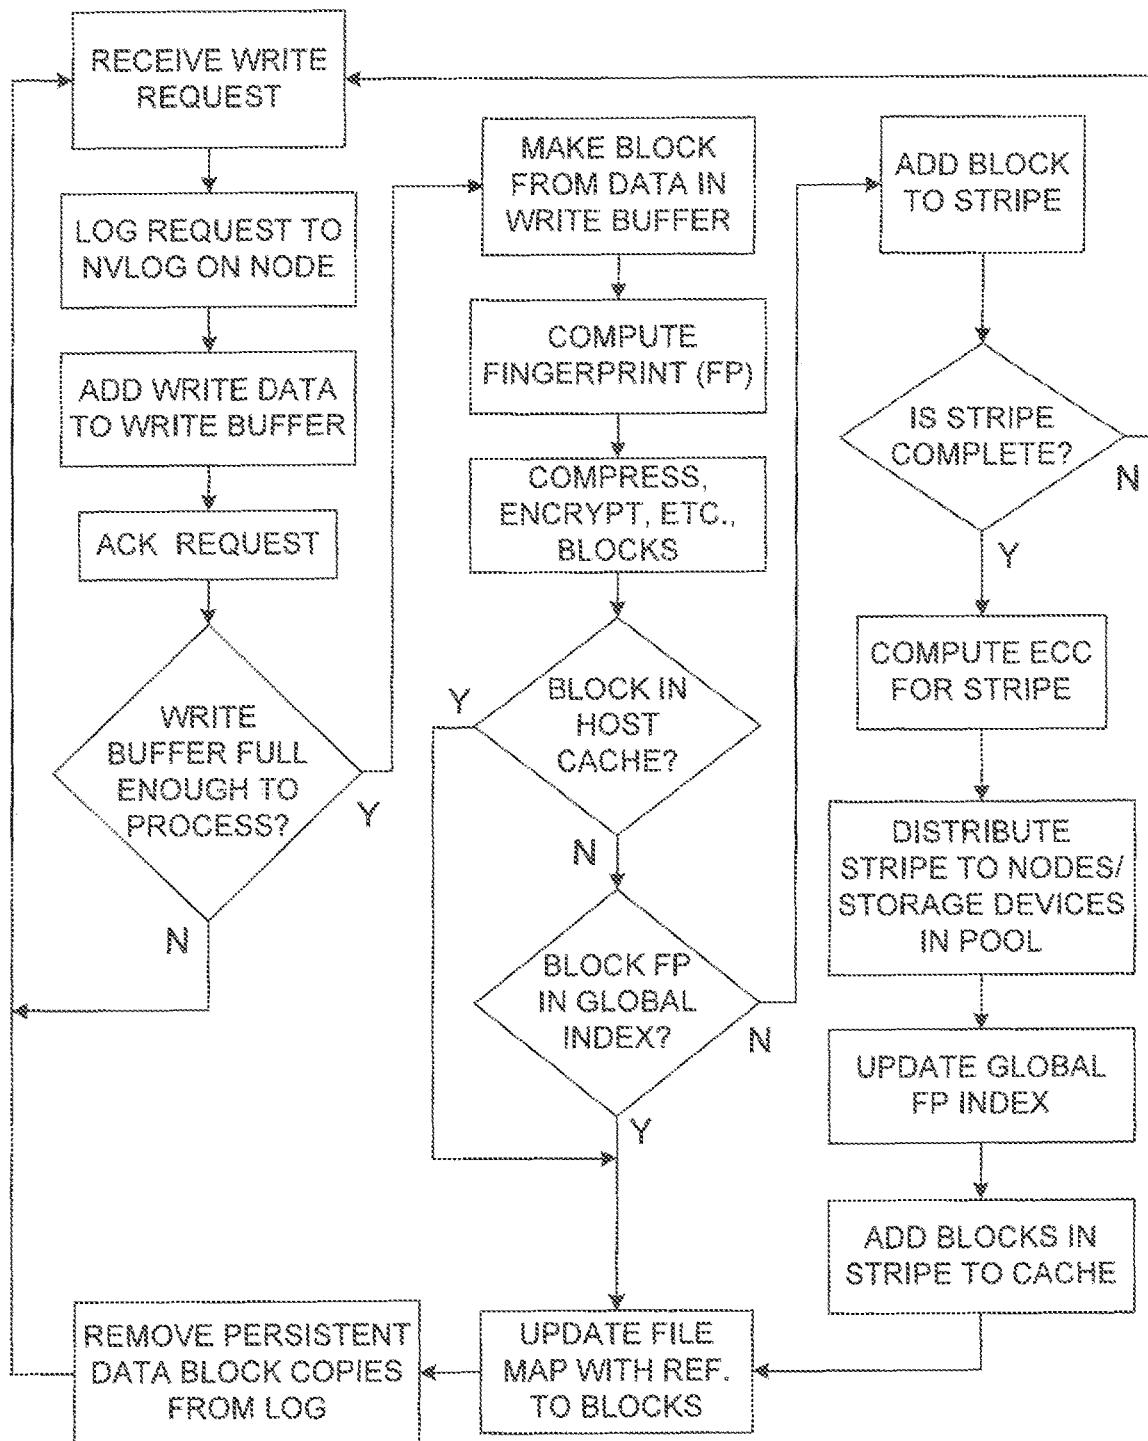 RECEIVE WRITE
REQUEST
LOG REQUEST TO
NVLOG ON NODE
ADD WRITE DATA
TO WRITE BUFFER
ACK REQUEST
WRITE
BUFFER FULL
ENOUGH TO
PROCESS?
Y
N
MAKE BLOCK
FROM DATA IN
WRITE BUFFER
COMPUTE
FINGERPRINT (FP)
COMPRESS,
ENCRYPT, ETC.,
BLOCKS
Y
BLOCK IN
HOST
CACHE?
N
BLOCK FP
IN GLOBAL
INDEX?
N
Y
ADD BLOCK
TO STRIPE
IS STRIPE
COMPLETE?
N
Y
COMPUTE ECC
FOR STRIPE
DISTRIBUTE
STRIPE TO NODES/
STORAGE DEVICES
IN POOL
UPDATE GLOBAL
FP INDEX
ADD BLOCKS IN
STRIPE TO CACHE
UPDATE FILE
MAP WITH REF.
TO BLOCKS
REMOVE PERSISTENT
DATA BLOCK COPIES
FROM LOG